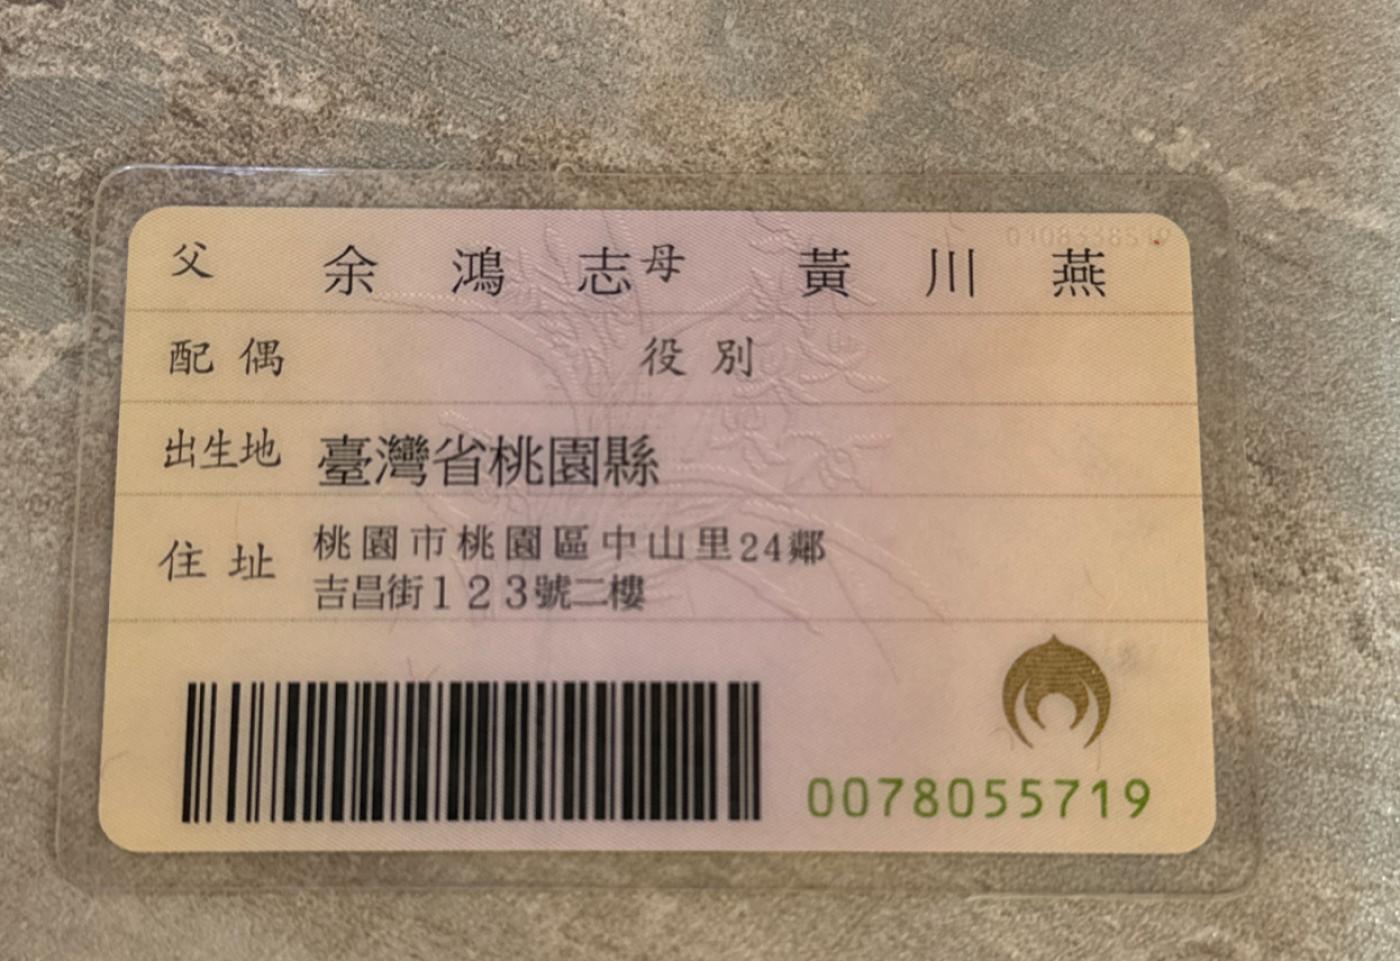 父 余鴻志 母 黃川燕
配偶 役別
出生地 臺灣省桃園縣
住址 桃園市桃園區中山里24鄰
吉昌街123號二樓
0078055719